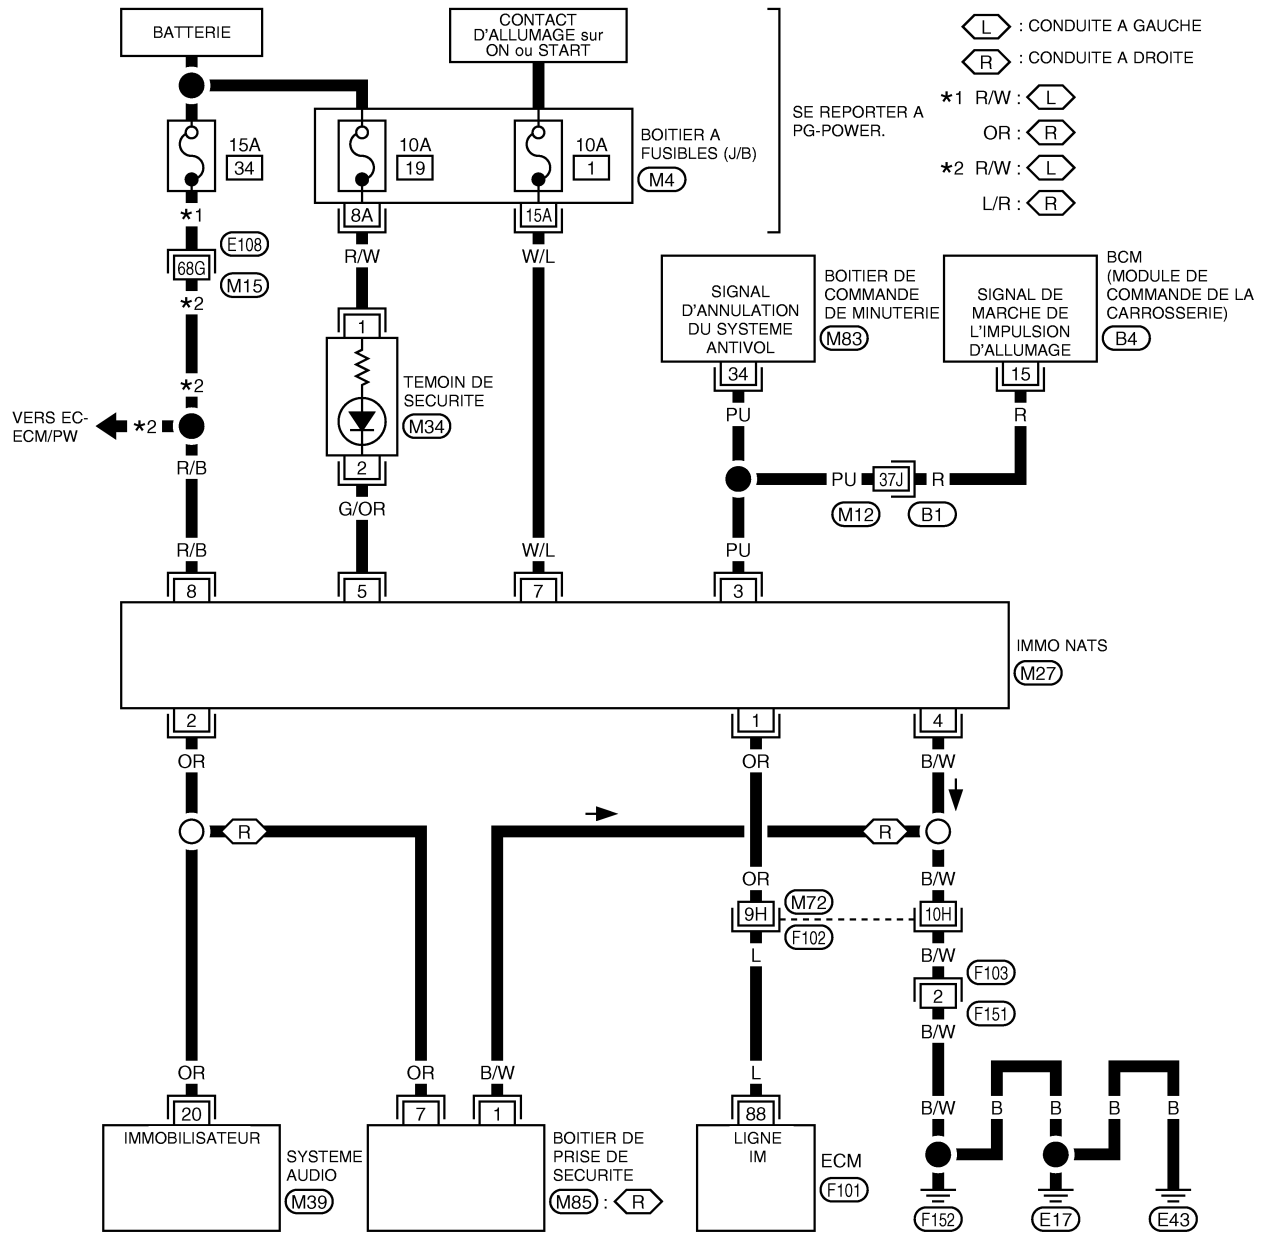 BATTERIE
CONTACT
D'ALLUMAGE sur
ON ou START
L : CONDUITE A GAUCHE
R : CONDUITE A DROITE
*1 R/W : L
OR : R
*2 R/W : L
L/R : R
SE REPORTER A
PG-POWER.
15A
34
10A
19
10A
1
BOITIER A
FUSIBLES (J/B)
M4
*1
8A
15A
E108
68G
M15
R/W
W/L
*2
1
SIGNAL
D'ANNULATION
DU SYSTEME
ANTIVOL
BOITIER DE
COMMANDE
DE MINUTERIE
M83
SIGNAL DE
MARCHE DE
L'IMPULSION
D'ALLUMAGE
BCM
(MODULE DE
COMMANDE DE LA
CARROSSERIE)
B4
34
15
*2
TEMOIN DE
SECURITE
M34
PU
R
VERS EC-
ECM/PW
*2
R/B
2
PU
37J
R
G/OR
M12
B1
R/B
W/L
PU
8
5
7
3
IMMO NATS
M27
2
1
4
OR
OR
B/W
R
R
OR
B/W
9H
M72
10H
F102
L
B/W
F103
2
F151
B/W
OR
OR
B/W
L
20
7
1
88
B/W
B
B
B
B
IMMOBILISATEUR
SYSTEME
AUDIO
M39
BOITIER DE
PRISE DE
SECURITE
M85 : R
LIGNE
IM
ECM
F101
F152
E17
E43